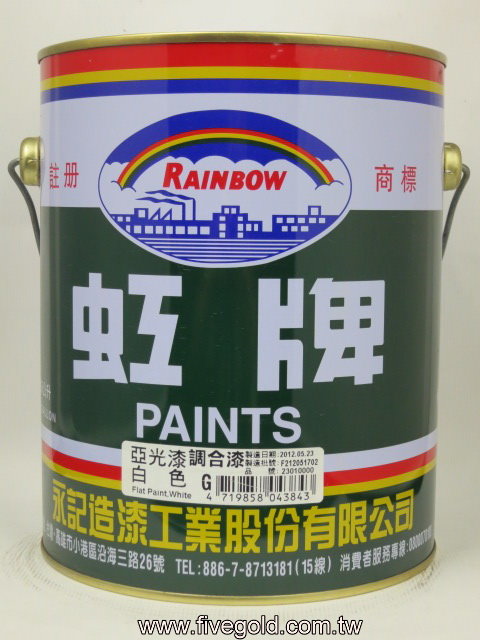 註册
商標
RAINBOW
虹牌
PAINTS
亞光漆調合漆
白色 G
Flat Paint,White
製造日期:2012.05.23
製造批號:F212051702
品號:23010000
4 719858 043843
永記造漆工業股份有限公司
高雄市小港區沿海三路26號 TEL:886-7-8713181(15線) 消費者服務專線:
www.fivegold.com.tw